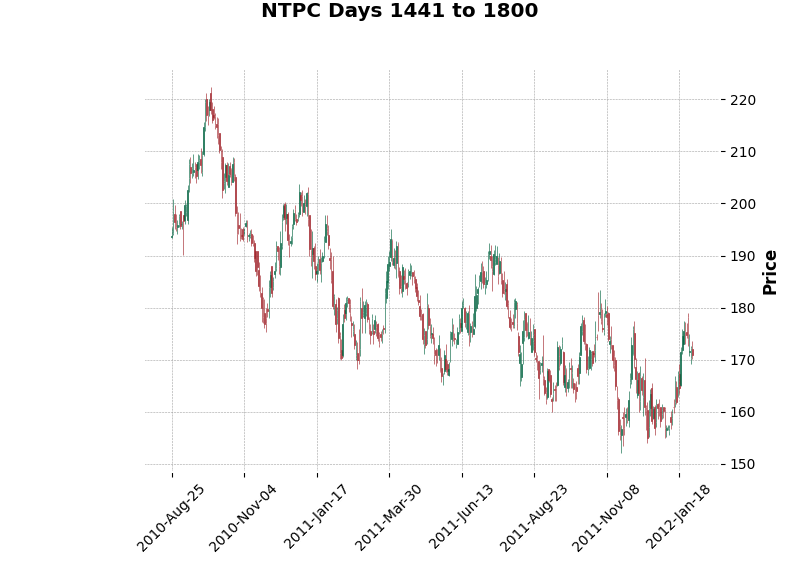 NTPC Days 1441 to 1800
220
210
200
190
180
170
160
150
Price
2010-Aug-25
2010-Nov-04
2011-Jan-17
2011-Mar-30
2011-Jun-13
2011-Aug-23
2011-Nov-08
2012-Jan-18